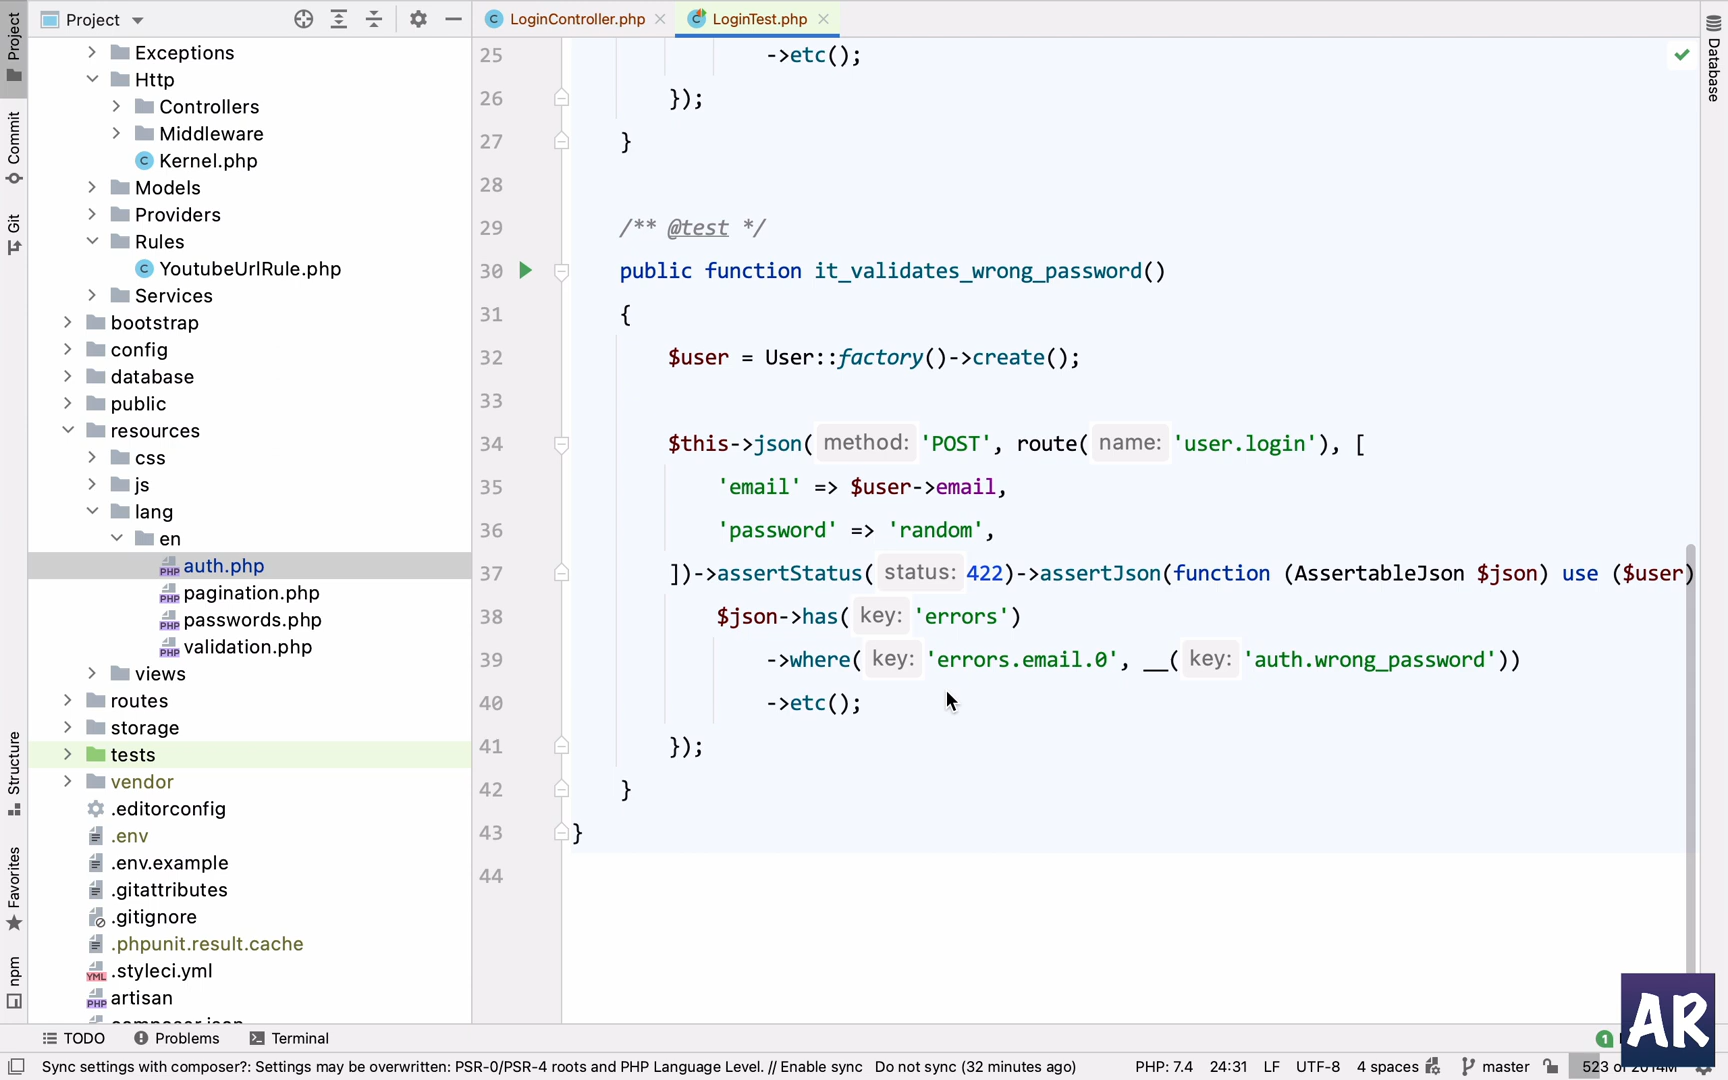 Project
LoginController.php
LoginTest.php
Project
Commit
Git
Structure
Favorites
npm
Exceptions
Http
Controllers
Middleware
Kernel.php
Models
Providers
Rules
YoutubeUrlRule.php
Services
bootstrap
config
database
public
resources
css
js
lang
en
auth.php
pagination.php
passwords.php
validation.php
views
routes
storage
tests
vendor
.editorconfig
.env
.env.example
.gitattributes
.gitignore
.phpunit.result.cache
.styleci.yml
artisan
composer.json
25 ->etc();
26 });
27 }
28
29 /** @test */
30 public function it_validates_wrong_password()
31 {
32 $user = User::factory()->create();
33
34 $this->json( method: 'POST', route( name: 'user.login'), [
35 'email' => $user->email,
36 'password' => 'random',
37 ])->assertStatus( status: 422)->assertJson(function (AssertableJson $json) use ($user)
38 $json->has( key: 'errors')
39 ->where( key: 'errors.email.0', __( key: 'auth.wrong_password'))
40 ->etc();
41 });
42 }
43 }
44
Database
TODO Problems Terminal 1
Sync settings with composer?: Settings may be overwritten: PSR-0/PSR-4 roots and PHP Language Level. // Enable sync Do not sync (32 minutes ago) PHP: 7.4 24:31 LF UTF-8 4 spaces master 523 of 2014M
AR